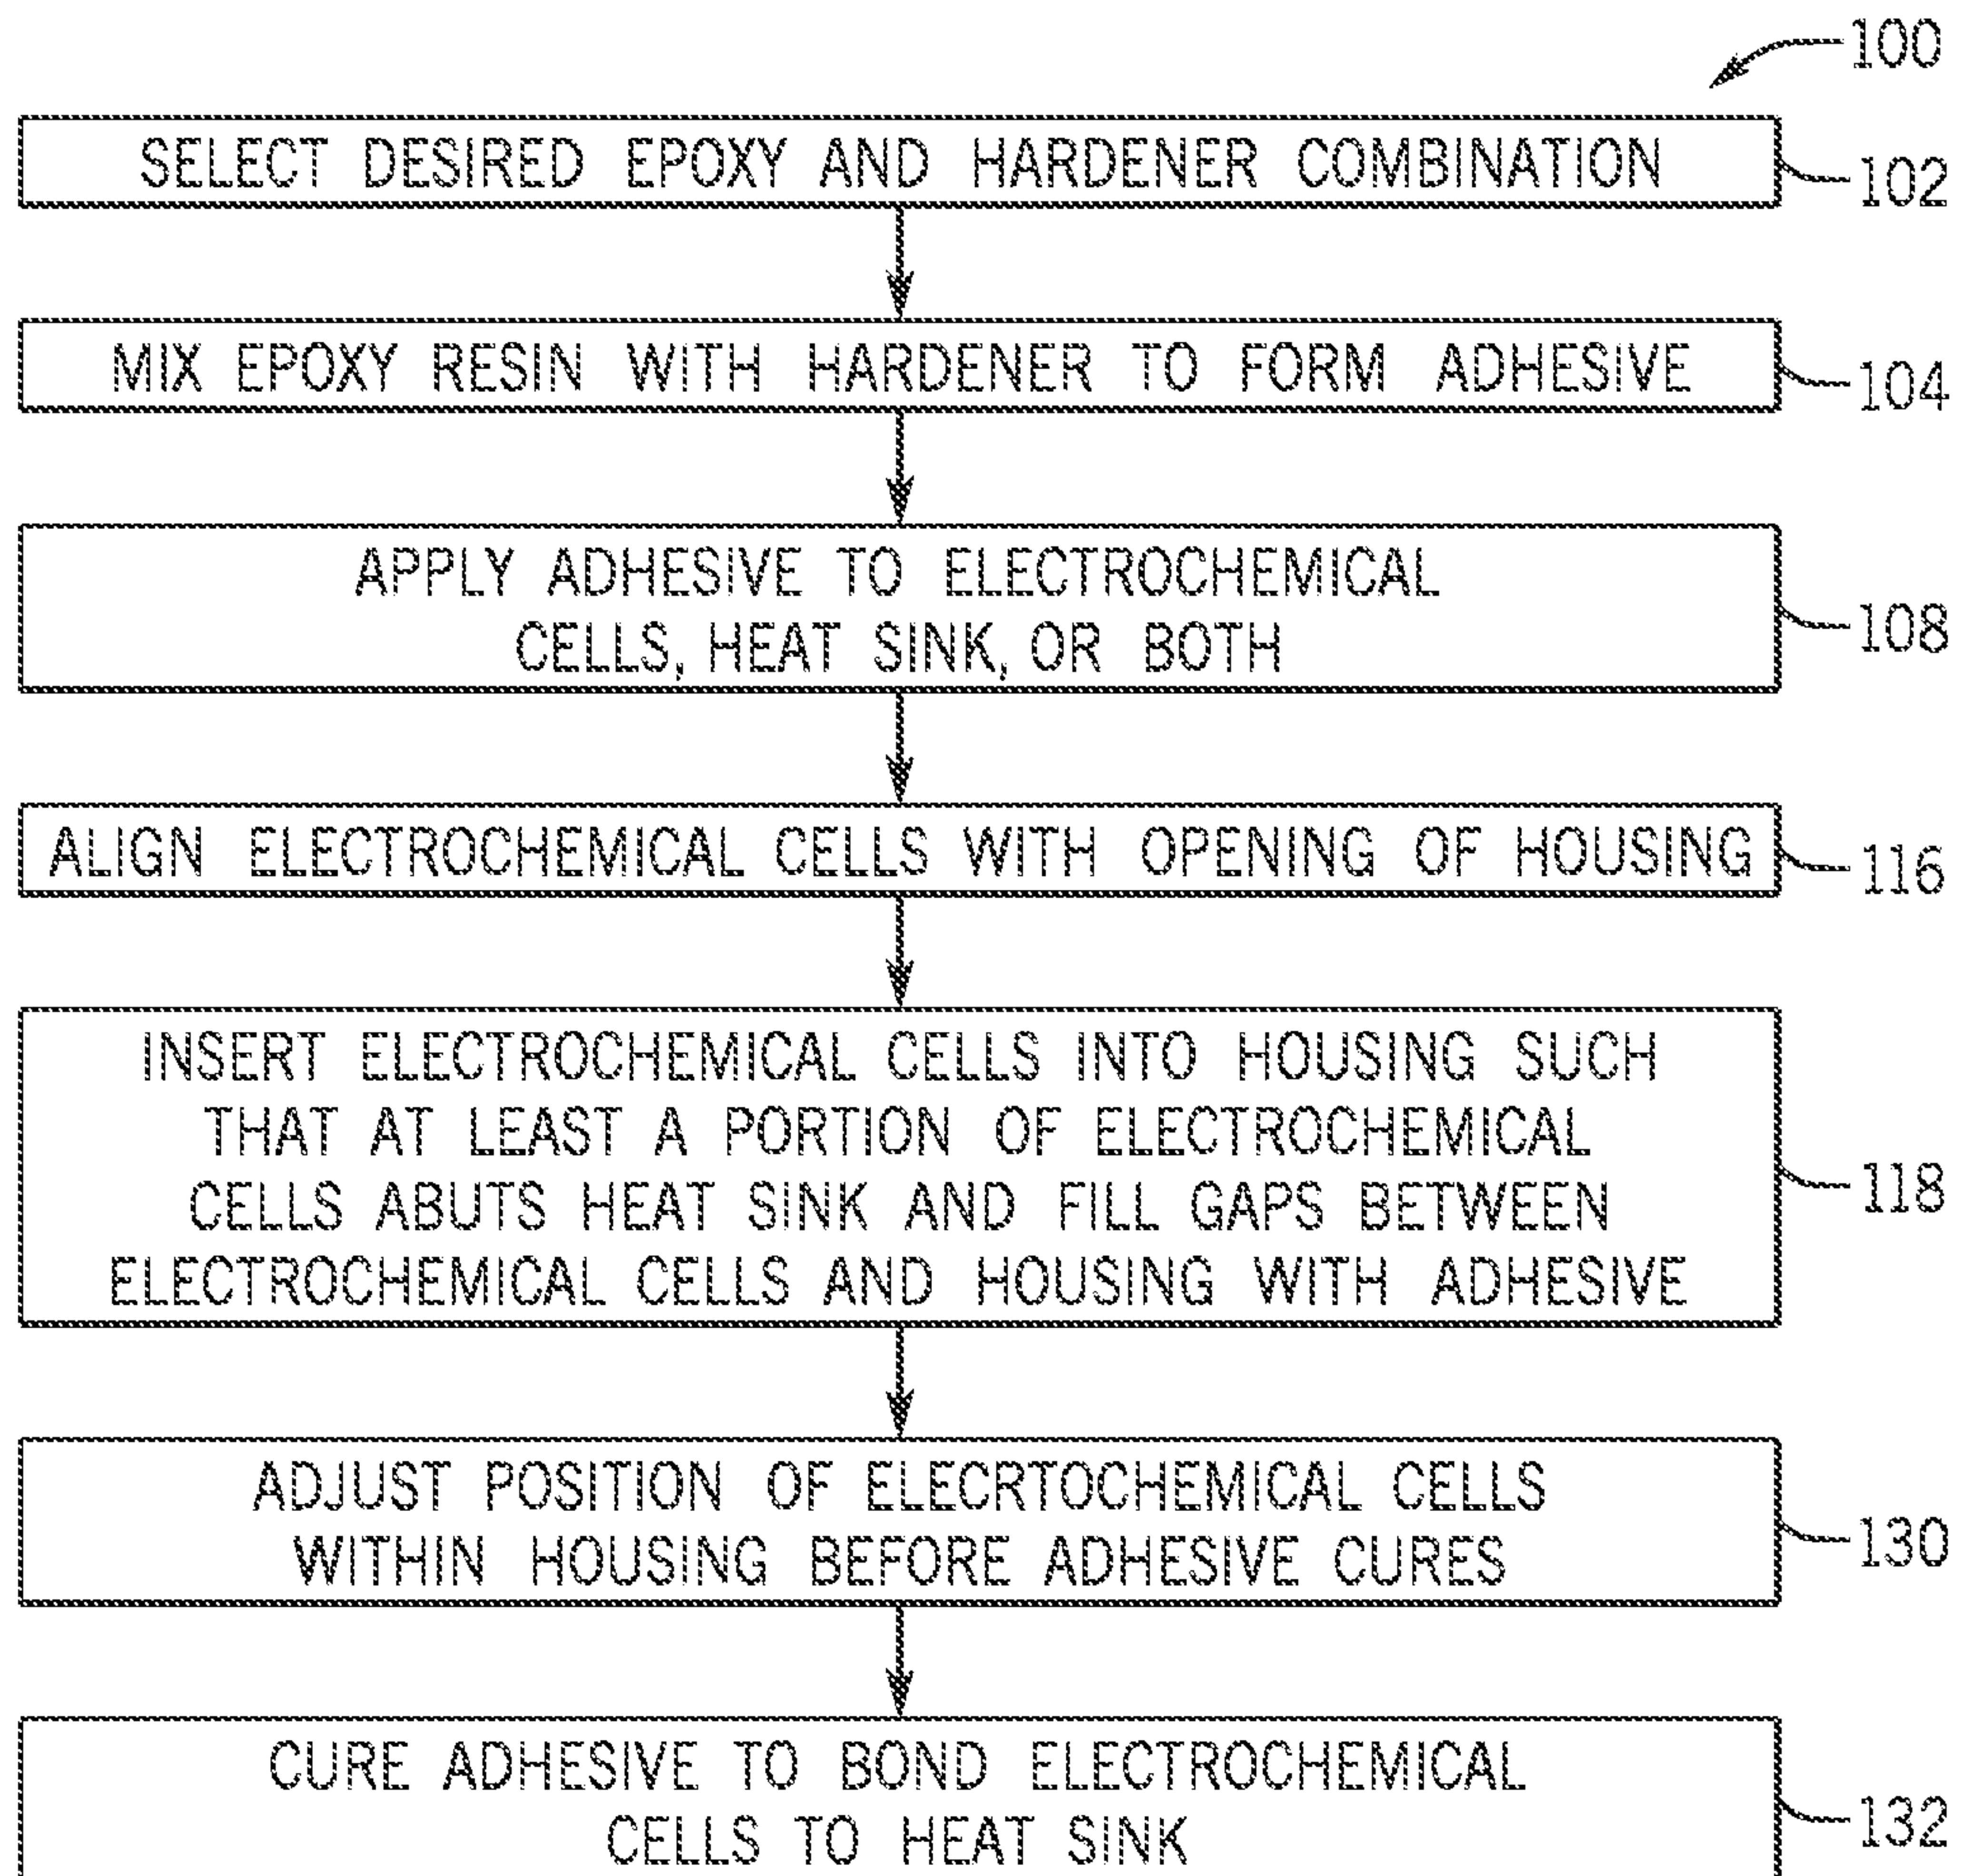 100
SELECT DESIRED EPOXY AND HARDENER COMBINATION
102
MIX EPOXY RESIN WITH HARDENER TO FORM ADHESIVE
104
APPLY ADHESIVE TO ELECTROCHEMICAL
CELLS, HEAT SINK, OR BOTH
108
ALIGN ELECTROCHEMICAL CELLS WITH OPENING OF HOUSING
116
INSERT ELECTROCHEMICAL CELLS INTO HOUSING SUCH
THAT AT LEAST A PORTION OF ELECTROCHEMICAL
CELLS ABUTS HEAT SINK AND FILL GAPS BETWEEN
ELECTROCHEMICAL CELLS AND HOUSING WITH ADHESIVE
118
ADJUST POSITION OF ELECRTOCHEMICAL CELLS
WITHIN HOUSING BEFORE ADHESIVE CURES
130
CURE ADHESIVE TO BOND ELECTROCHEMICAL
CELLS TO HEAT SINK
132